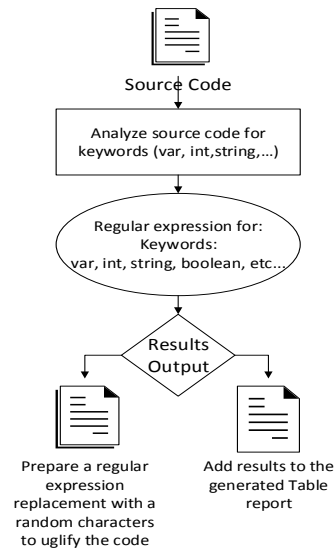 Source Code
Analyze source code for
keywords (var, int,string,...)
Regular expression for:
Keywords:
var, int, string, boolean, etc...
Results
Output
Prepare a regular
expression
replacement with a
random characters
to uglify the code
Add results to the
generated Table
report